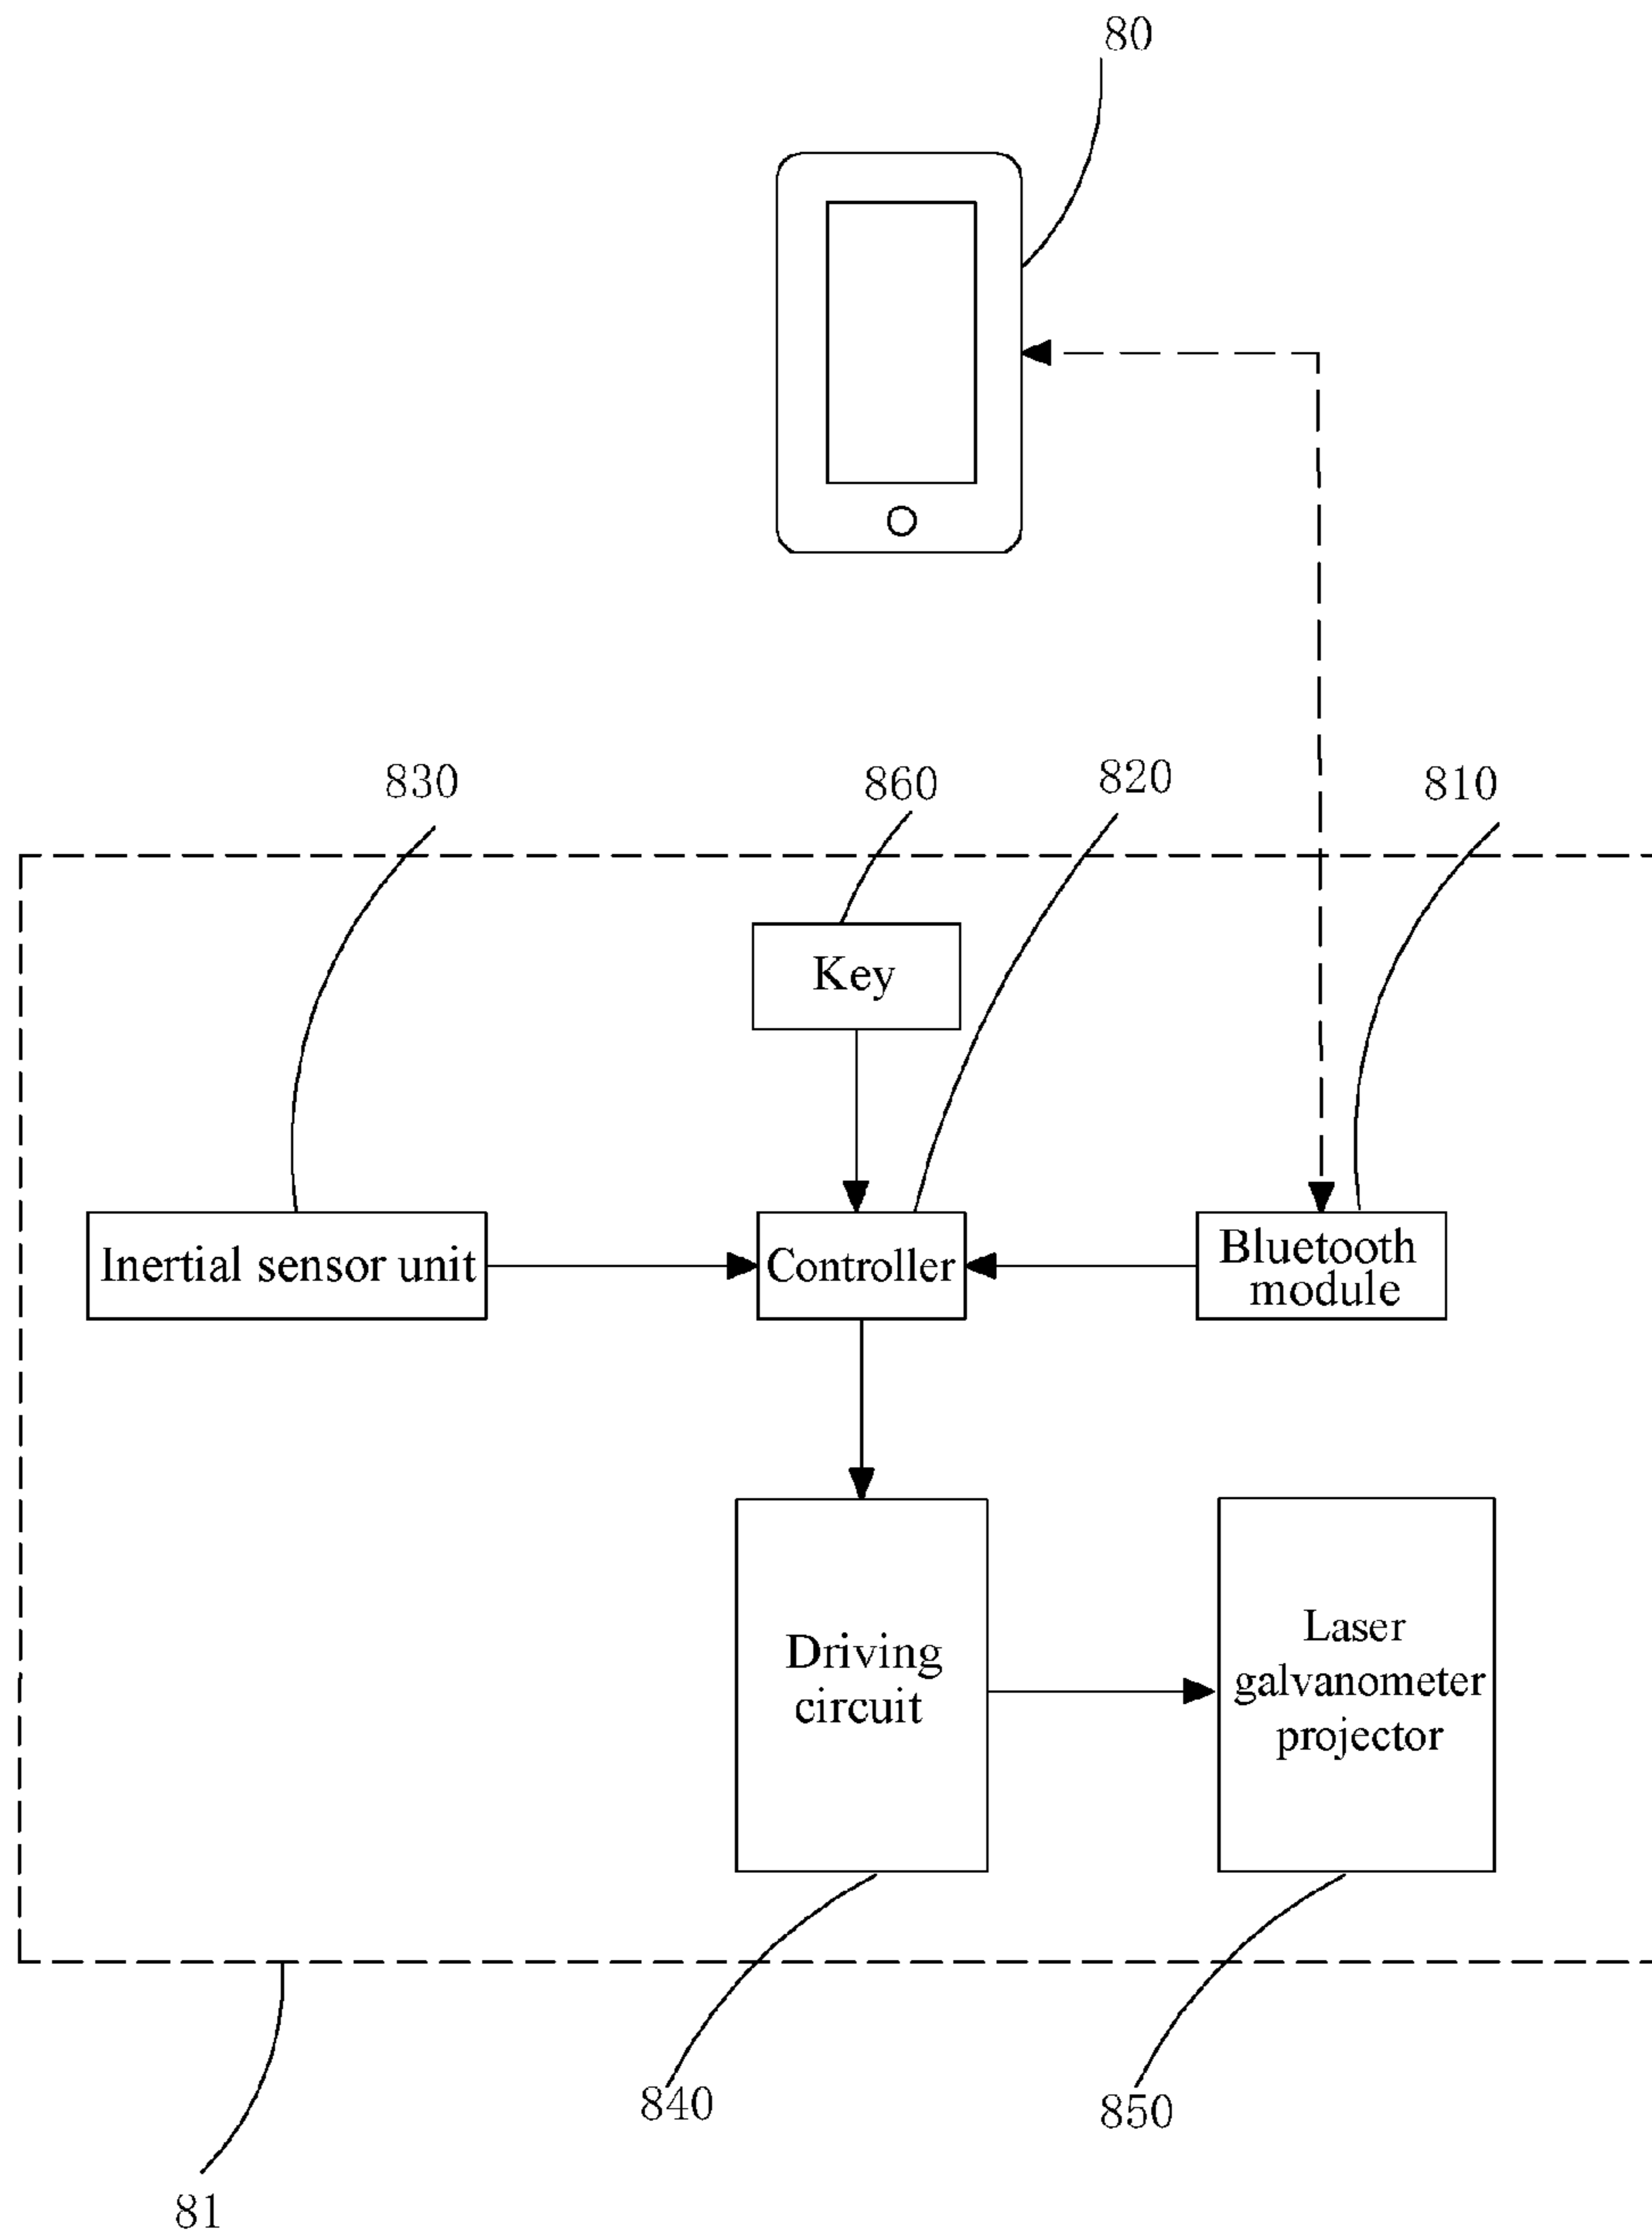 80
830
860
820
810
Key
Inertial sensor unit
Controller
Bluetooth
module
Driving
circuit
Laser
galvanometer
projector
840
850
81